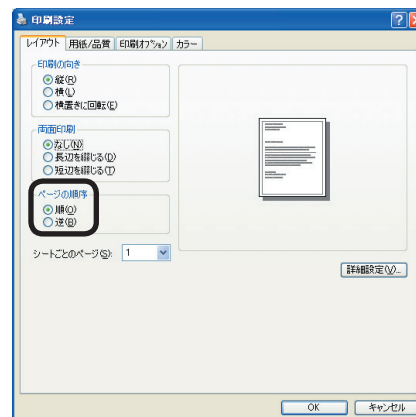 印刷設定
レイアウト 用紙/品質 印刷ｵﾌﾟｼｮﾝ カラー
印刷の向き
縦(R)
横(L)
横置きに回転(E)
両面印刷
なし(N)
長辺を綴じる(D)
短辺を綴じる(T)
ページの順序
順(O)
逆(B)
シートごとのページ(S): 1
詳細設定(V)...
OK キャンセル